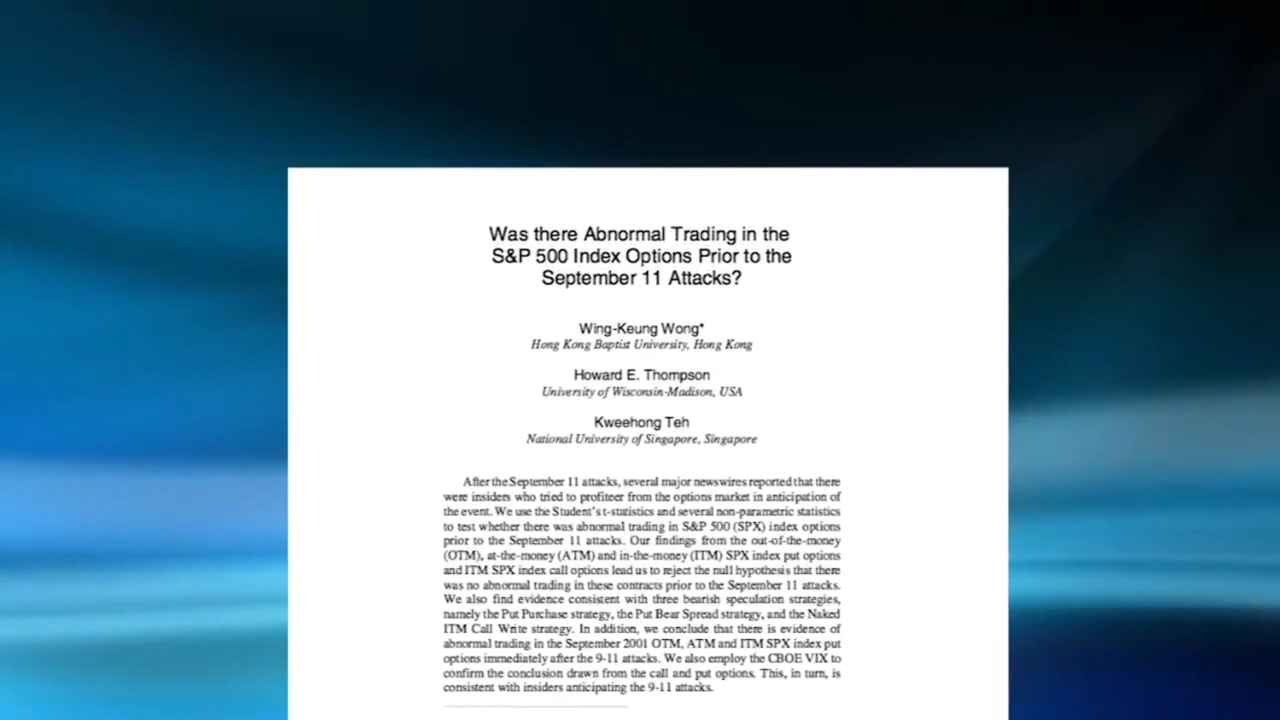 Was there Abnormal Trading in the
S&P 500 Index Options Prior to the
September 11 Attacks?
Wing-Keung Wong*
Hong Kong Baptist University, Hong Kong
Howard E. Thompson
University of Wisconsin-Madison, USA
Kweehong Teh
National University of Singapore, Singapore
After the September 11 attacks, several major newswires reported that there
were insiders who tried to profiteer from the options market in anticipation of
the event. We use the Student's t-statistics and several non-parametric statistics
to test whether there was abnormal trading in S&P 500 (SPX) index options
prior to the September 11 attacks. Our findings from the out-of-the-money
(OTM), at-the-money (ATM) and in-the-money (ITM) SPX index put options
and ITM SPX index call options lead us to reject the null hypothesis that there
was no abnormal trading in these contracts prior to the September 11 attacks.
We also find evidence consistent with three bearish speculation strategies,
namely the Put Purchase strategy, the Put Bear Spread strategy, and the Naked
ITM Call Write strategy. In addition, we conclude that there is evidence of
abnormal trading in the September 2001 OTM, ATM and ITM SPX index put
options immediately after the 9-11 attacks. We also employ the CBOE VIX to
confirm the conclusion drawn from the call and put options. This, in turn, is
consistent with insiders anticipating the 9-11 attacks.